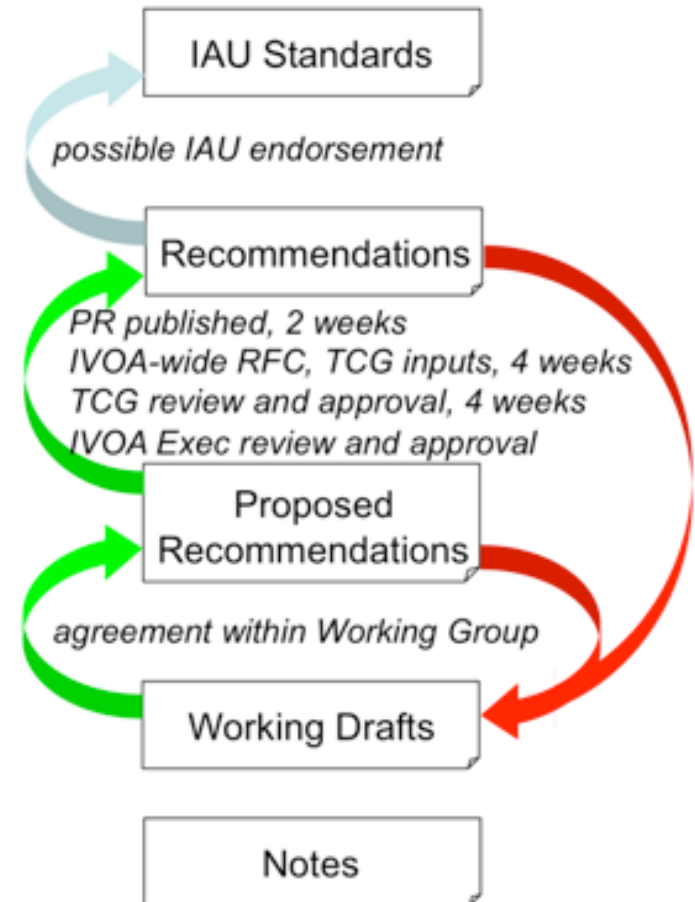 IAU Standards
possible IAU endorsement
Recommendations
PR published, 2 weeks
IVOA-wide RFC, TCG inputs, 4 weeks
TCG review and approval, 4 weeks
IVOA Exec review and approval
Proposed
Recommendations
agreement within Working Group
Working Drafts
Notes